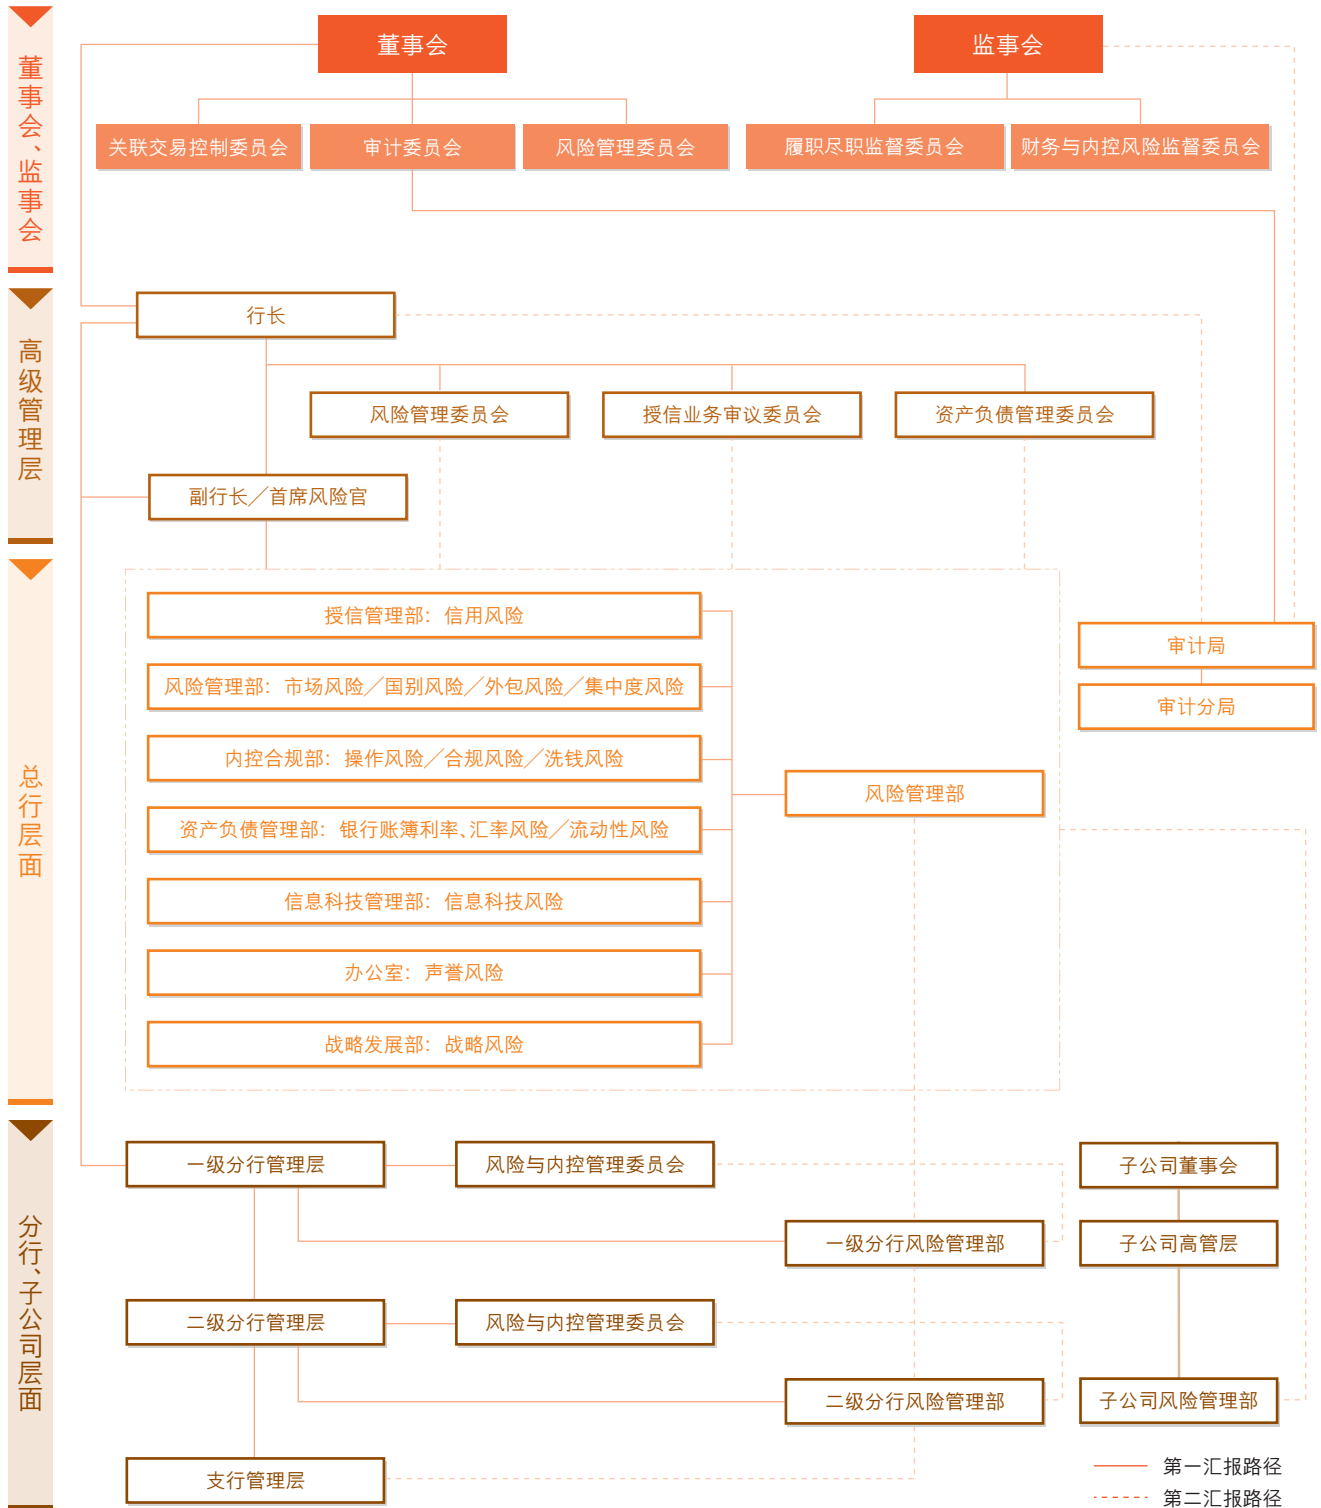 董事会、监事会
董事会
监事会
关联交易控制委员会
审计委员会
风险管理委员会
履职尽职监督委员会
财务与内控风险监督委员会
高级管理层
行长
风险管理委员会
授信业务审议委员会
资产负债管理委员会
副行长／首席风险官
总行层面
授信管理部：信用风险
风险管理部：市场风险／国别风险／外包风险／集中度风险
内控合规部：操作风险／合规风险／洗钱风险
资产负债管理部：银行账簿利率、汇率风险／流动性风险
信息科技管理部：信息科技风险
办公室：声誉风险
战略发展部：战略风险
风险管理部
审计局
审计分局
分行、子公司层面
一级分行管理层
风险与内控管理委员会
子公司董事会
一级分行风险管理部
子公司高管层
二级分行管理层
风险与内控管理委员会
二级分行风险管理部
子公司风险管理部
支行管理层
第一汇报路径
第二汇报路径